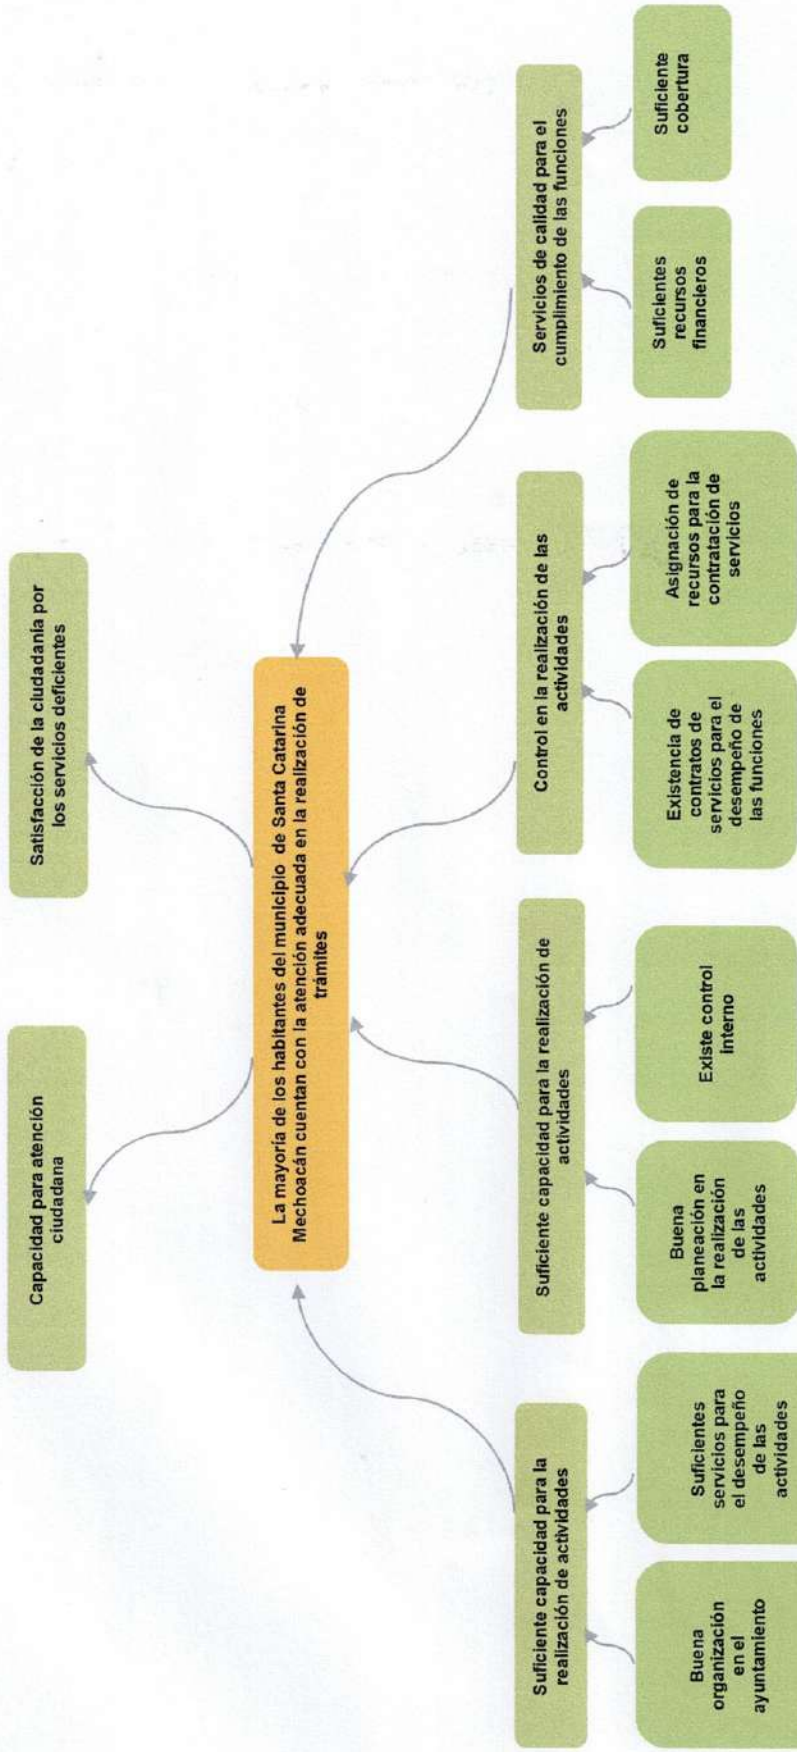 Capacidad para atención
ciudadana
Satisfacción de la ciudadanía por
los servicios deficientes
La mayoría de los habitantes del municipio de Santa Catarina
Mechoacán cuentan con la atención adecuada en la realización de
trámites
Suficiente capacidad para la
realización de actividades
Suficiente capacidad para la realización de
actividades
Control en la realización de las
actividades
Servicios de calidad para el
cumplimiento de las funciones
Buena
organización
en el
ayuntamiento
Suficientes
servicios para
el desempeño
de las
actividades
Buena
planeación en
la realización
de las
actividades
Existe control
interno
Existencia de
contratos de
servicios para el
desempeño de
las funciones
Asignación de
recursos para la
contratación de
servicios
Suficientes
recursos
financieros
Suficiente
cobertura